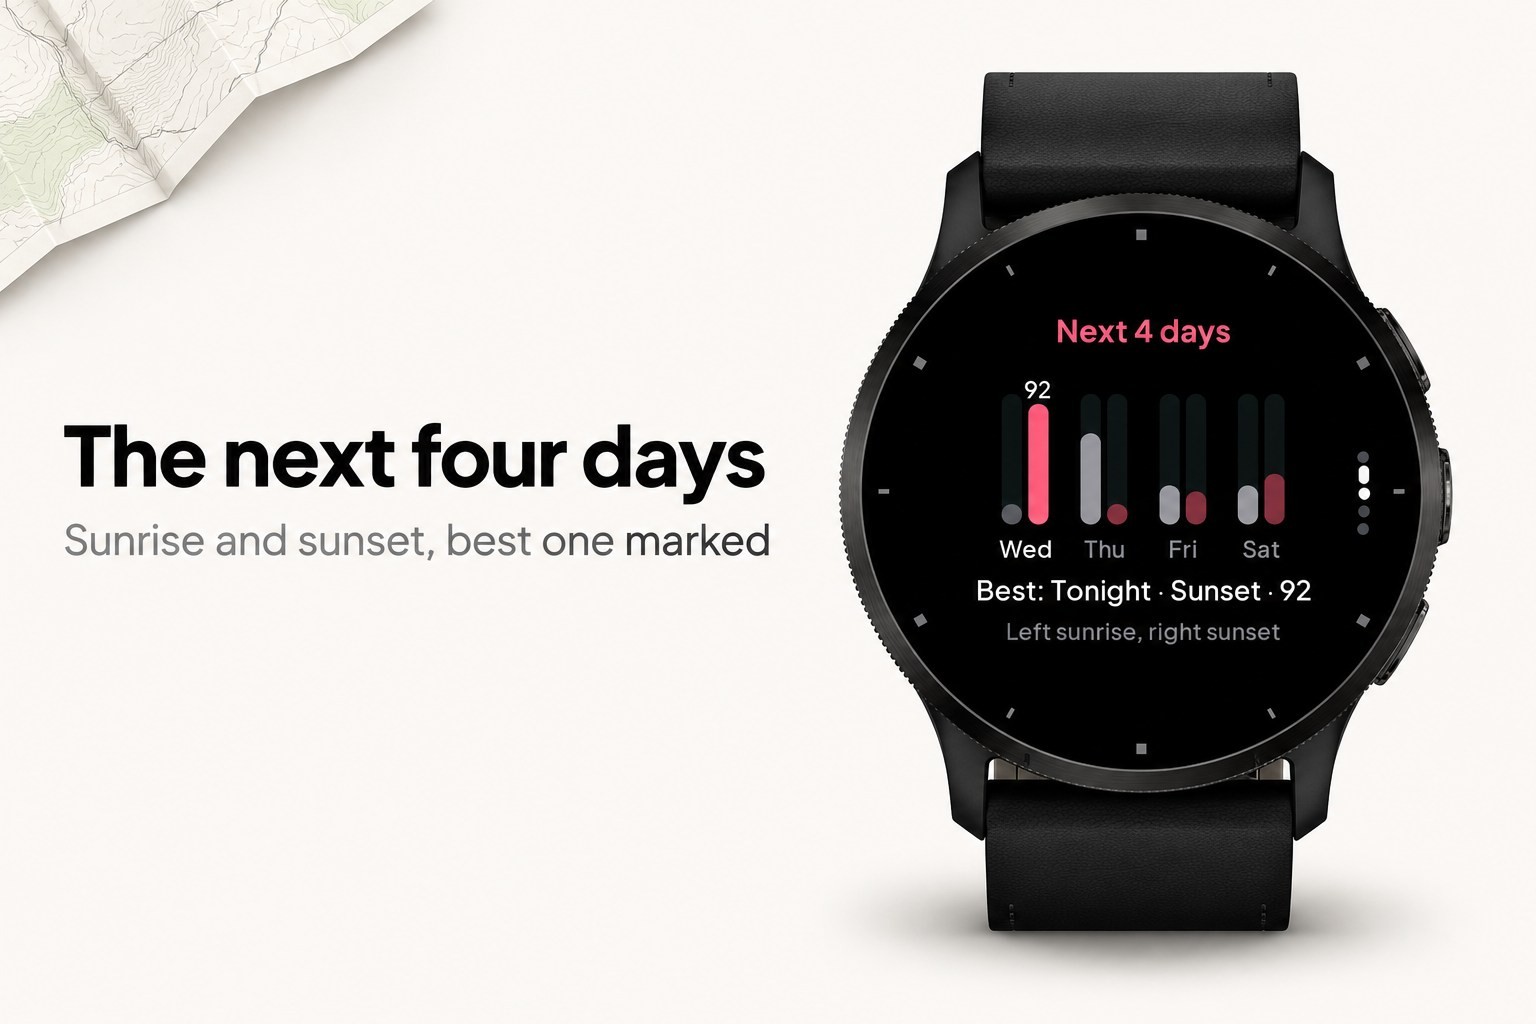 The next four days
Sunrise and sunset, best one marked
Next 4 days
92
Wed Thu Fri Sat
Best: Tonight · Sunset · 92
Left sunrise, right sunset